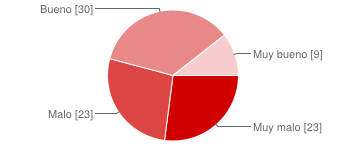 Bueno [30]
Muy bueno [9]
Malo [23]
Muy malo [23]